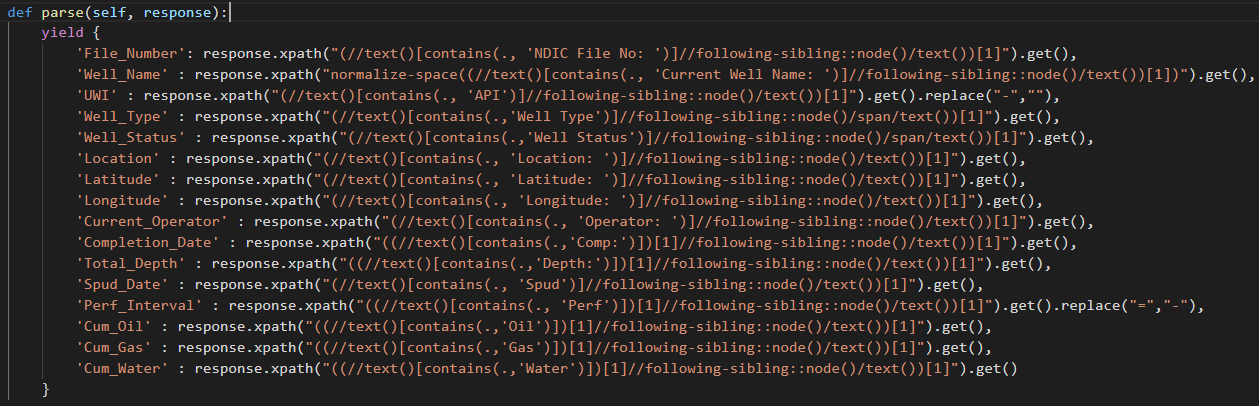 def parse(self, response):
    yield {
        'File_Number': response.xpath("(//text()[contains(., 'NDIC File No: ')]//following-sibling::node()/text())[1]").get(),
        'Well_Name' : response.xpath("normalize-space((//text()[contains(., 'Current Well Name: ')]//following-sibling::node()/text())[1])").get(),
        'UWI' : response.xpath("(//text()[contains(., 'API')]//following-sibling::node()/text())[1]").get().replace("-",""),
        'Well_Type' : response.xpath("(//text()[contains(.,'Well Type')]//following-sibling::node()/span/text())[1]").get(),
        'Well_Status' : response.xpath("(//text()[contains(.,'Well Status')]//following-sibling::node()/span/text())[1]").get(),
        'Location' : response.xpath("(//text()[contains(., 'Location: ')]//following-sibling::node()/text())[1]").get(),
        'Latitude' : response.xpath("(//text()[contains(., 'Latitude: ')]//following-sibling::node()/text())[1]").get(),
        'Longitude' : response.xpath("(//text()[contains(., 'Longitude: ')]//following-sibling::node()/text())[1]").get(),
        'Current_Operator' : response.xpath("(//text()[contains(., 'Operator: ')]//following-sibling::node()/text())[1]").get(),
        'Completion_Date' : response.xpath("((//text()[contains(.,'Comp:')])[1]//following-sibling::node()/text())[1]").get(),
        'Total_Depth' : response.xpath("((//text()[contains(.,'Depth:')])[1]//following-sibling::node()/text())[1]").get(),
        'Spud_Date' : response.xpath("(//text()[contains(., 'Spud')]//following-sibling::node()/text())[1]").get(),
        'Perf_Interval' : response.xpath("((//text()[contains(., 'Perf')])[1]//following-sibling::node()/text())[1]").get().replace("=","-"),
        'Cum_Oil' : response.xpath("((//text()[contains(.,'Oil')])[1]//following-sibling::node()/text())[1]").get(),
        'Cum_Gas' : response.xpath("((//text()[contains(.,'Gas')])[1]//following-sibling::node()/text())[1]").get(),
        'Cum_Water' : response.xpath("((//text()[contains(.,'Water')])[1]//following-sibling::node()/text())[1]").get()
    }